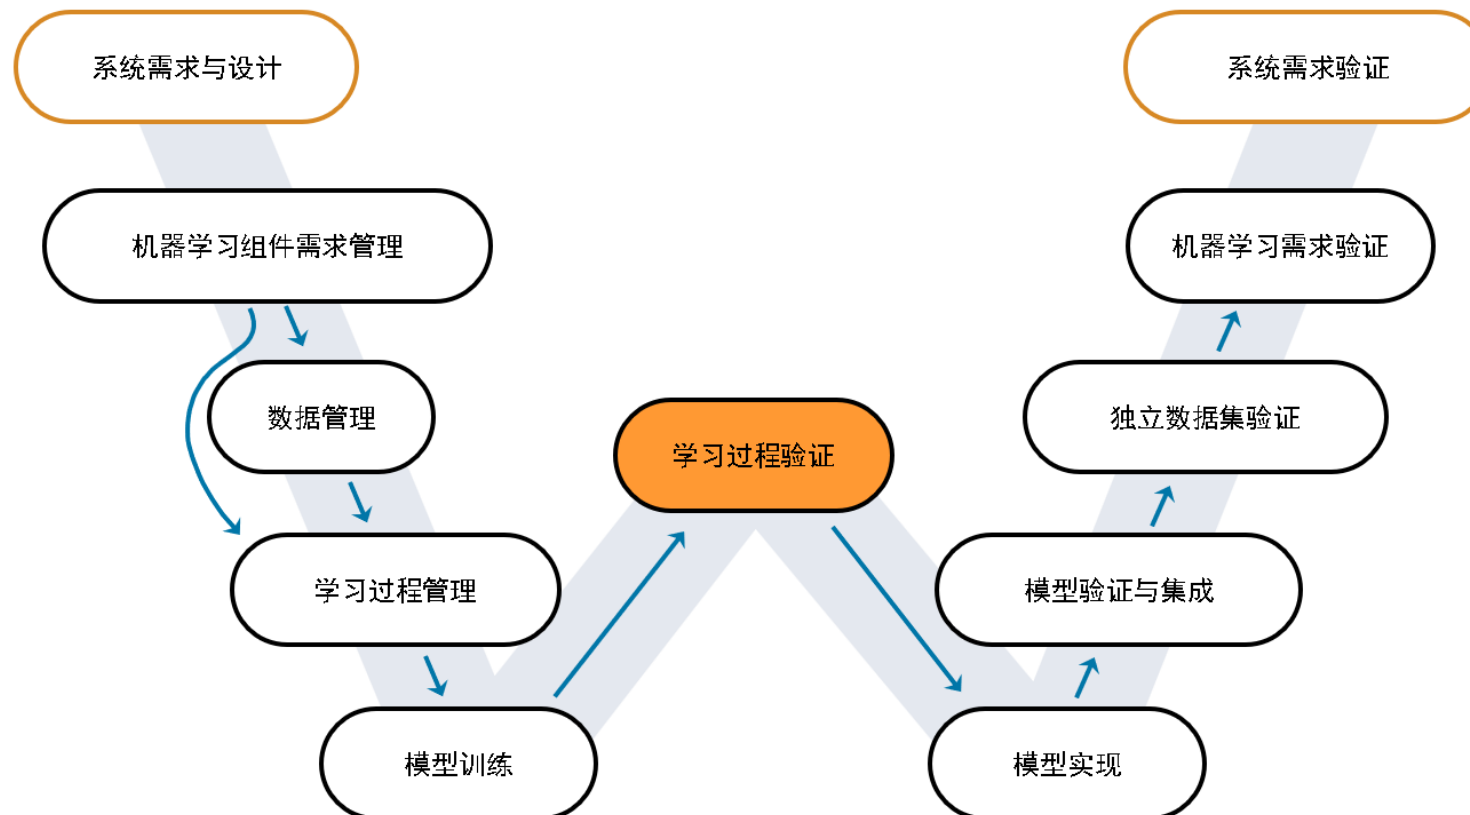 系统需求与设计
系统需求验证
机器学习组件需求管理
机器学习需求验证
数据管理
独立数据集验证
学习过程验证
学习过程管理
模型验证与集成
模型训练
模型实现